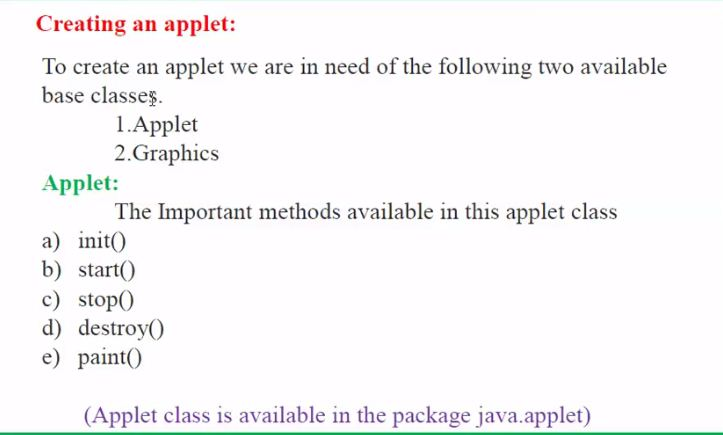 Creating an applet:
To create an applet we are in need of the following two available
base classes.
1.Applet
2.Graphics
Applet:
The Important methods available in this applet class
a) init()
b) start()
c) stop()
d) destroy()
e) paint()
(Applet class is available in the package java.applet)